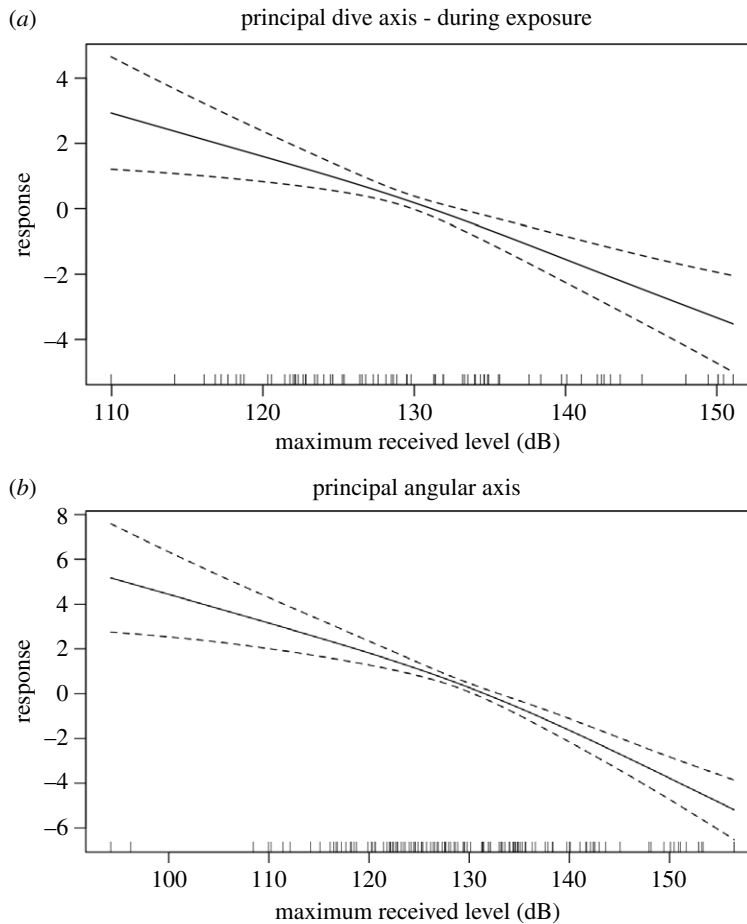 (a) principal dive axis - during exposure
4
2
0
–2
–4
response
110 120 130 140 150
maximum received level (dB)
(b) principal angular axis
8
6
4
2
0
–2
–4
–6
response
100 110 120 130 140 150
maximum received level (dB)